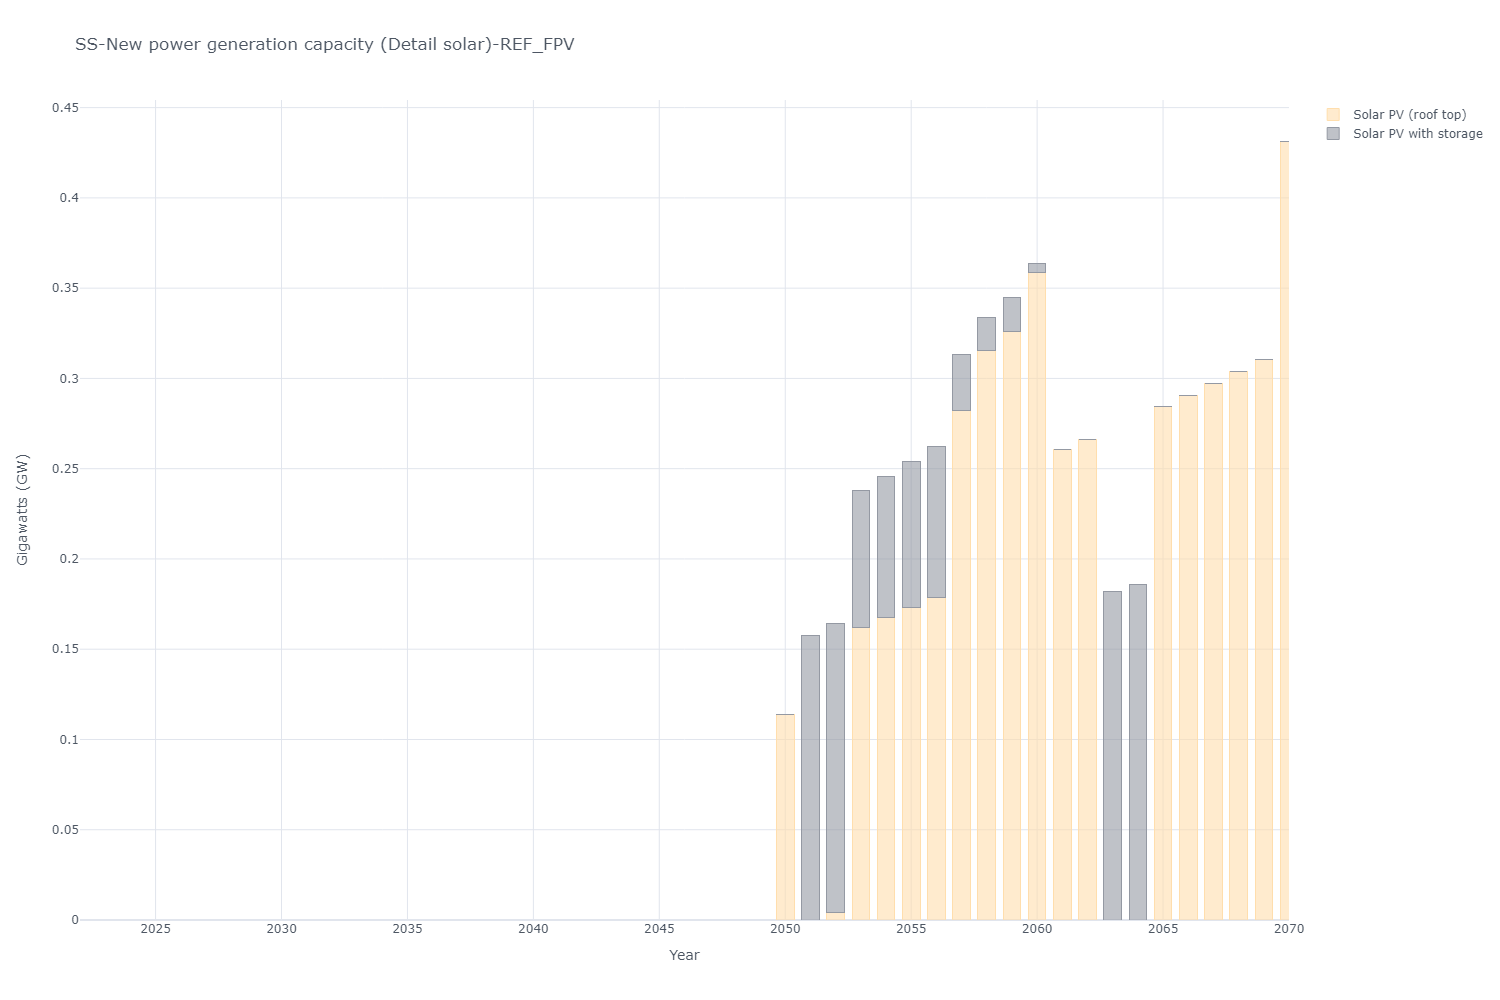 SS-New power generation capacity (Detail solar)-REF_FPV
Solar PV (roof top)
Solar PV with storage
Gigawatts (GW)
0.45
0.4
0.35
0.3
0.25
0.2
0.15
0.1
0.05
0
2025 2030 2035 2040 2045 2050 2055 2060 2065 2070
Year